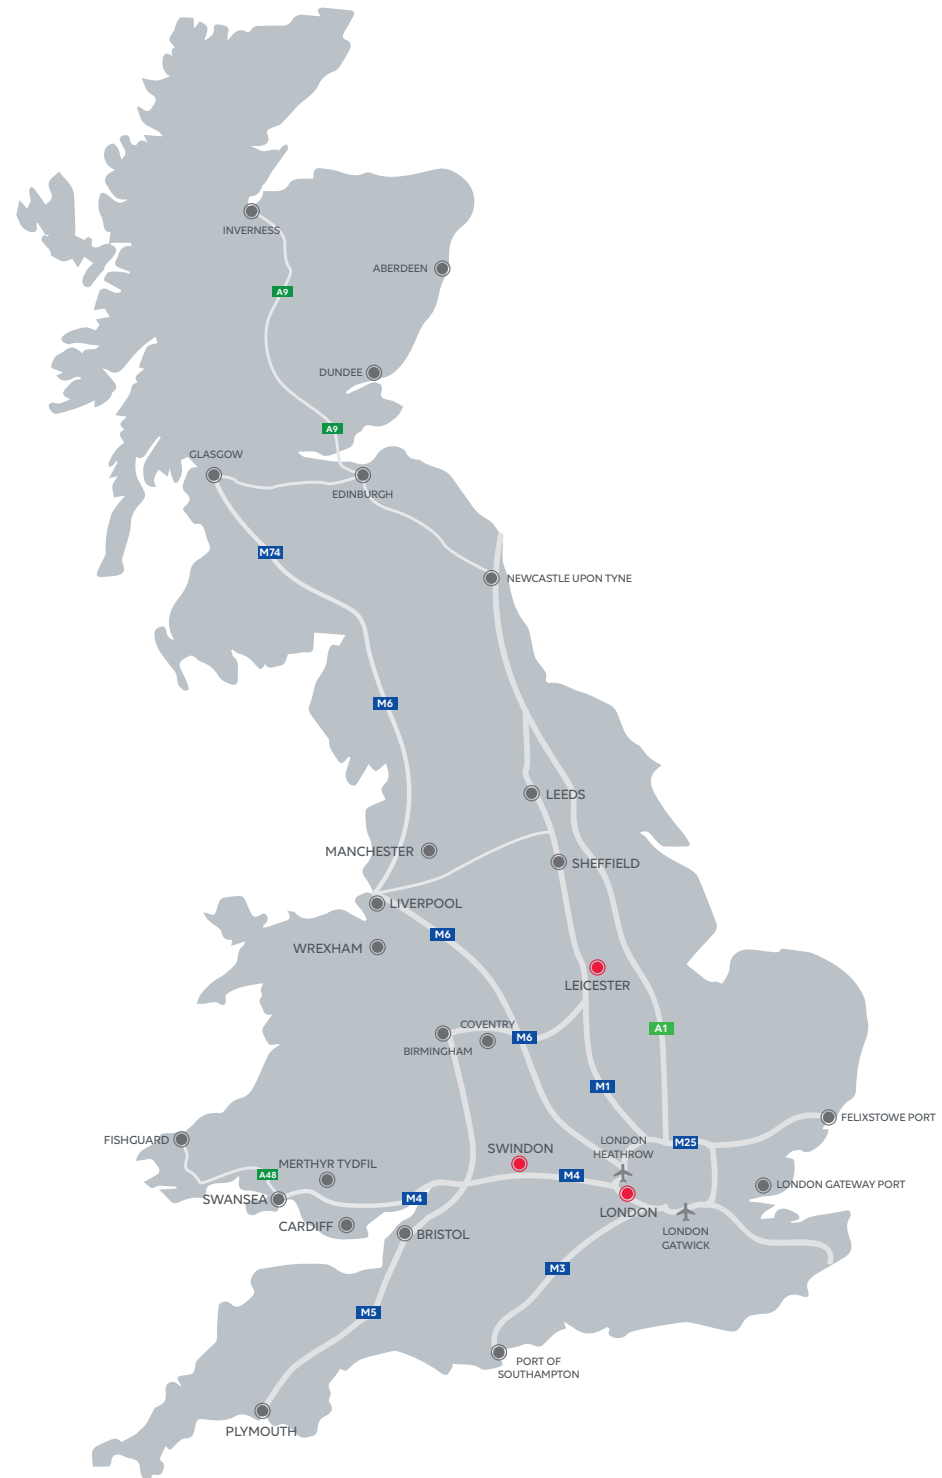 INVERNESS
ABERDEEN
A9
DUNDEE
A9
GLASGOW
EDINBURGH
M74
NEWCASTLE UPON TYNE
M6
LEEDS
MANCHESTER
SHEFFIELD
LIVERPOOL
M6
WREXHAM
LEICESTER
COVENTRY
A1
M6
BIRMINGHAM
M1
FELIXSTOWE PORT
FISHGUARD
LONDON
HEATHROW
M25
SWINDON
MERTHYR TYDFIL
A48
M4
LONDON GATEWAY PORT
SWANSEA
M4
LONDON
CARDIFF
BRISTOL
LONDON
GATWICK
M3
M5
PORT OF
SOUTHAMPTON
PLYMOUTH